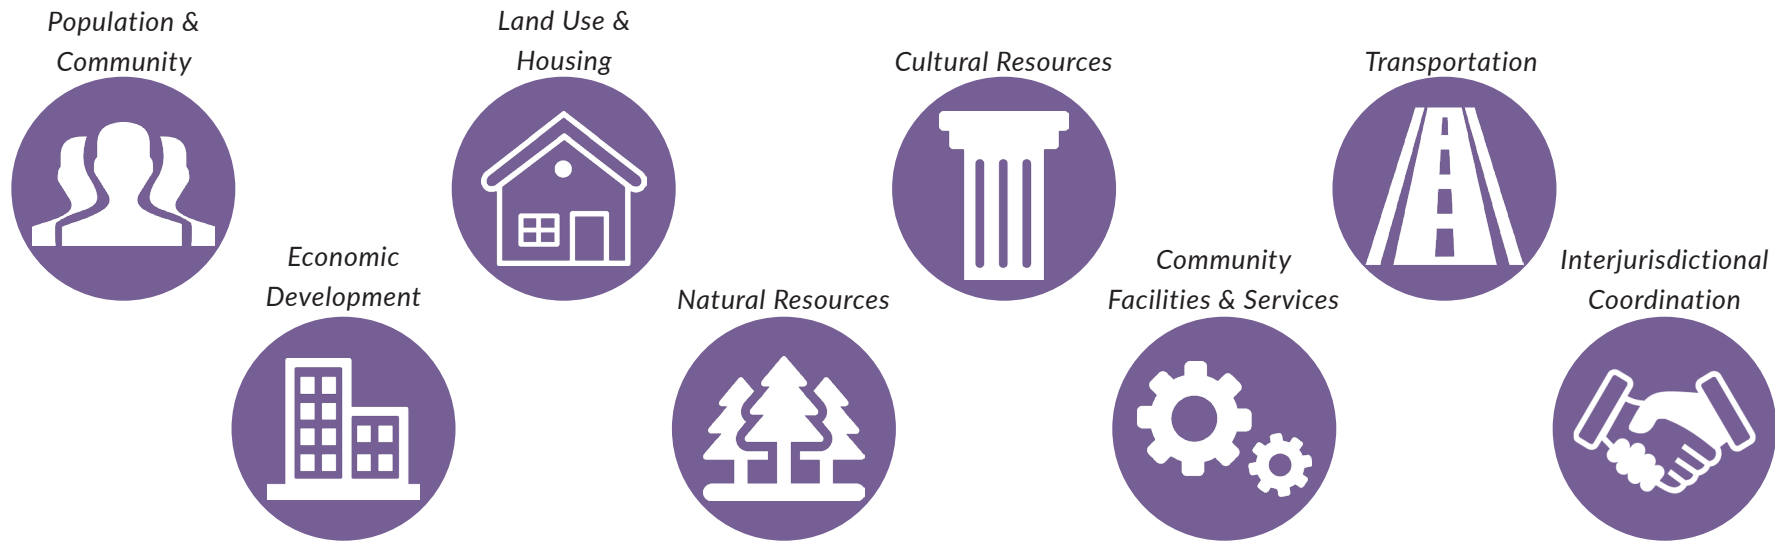 Population &
Community
Economic
Development
Land Use &
Housing
Natural Resources
Cultural Resources
Community
Facilities & Services
Transportation
Interjurisdictional
Coordination